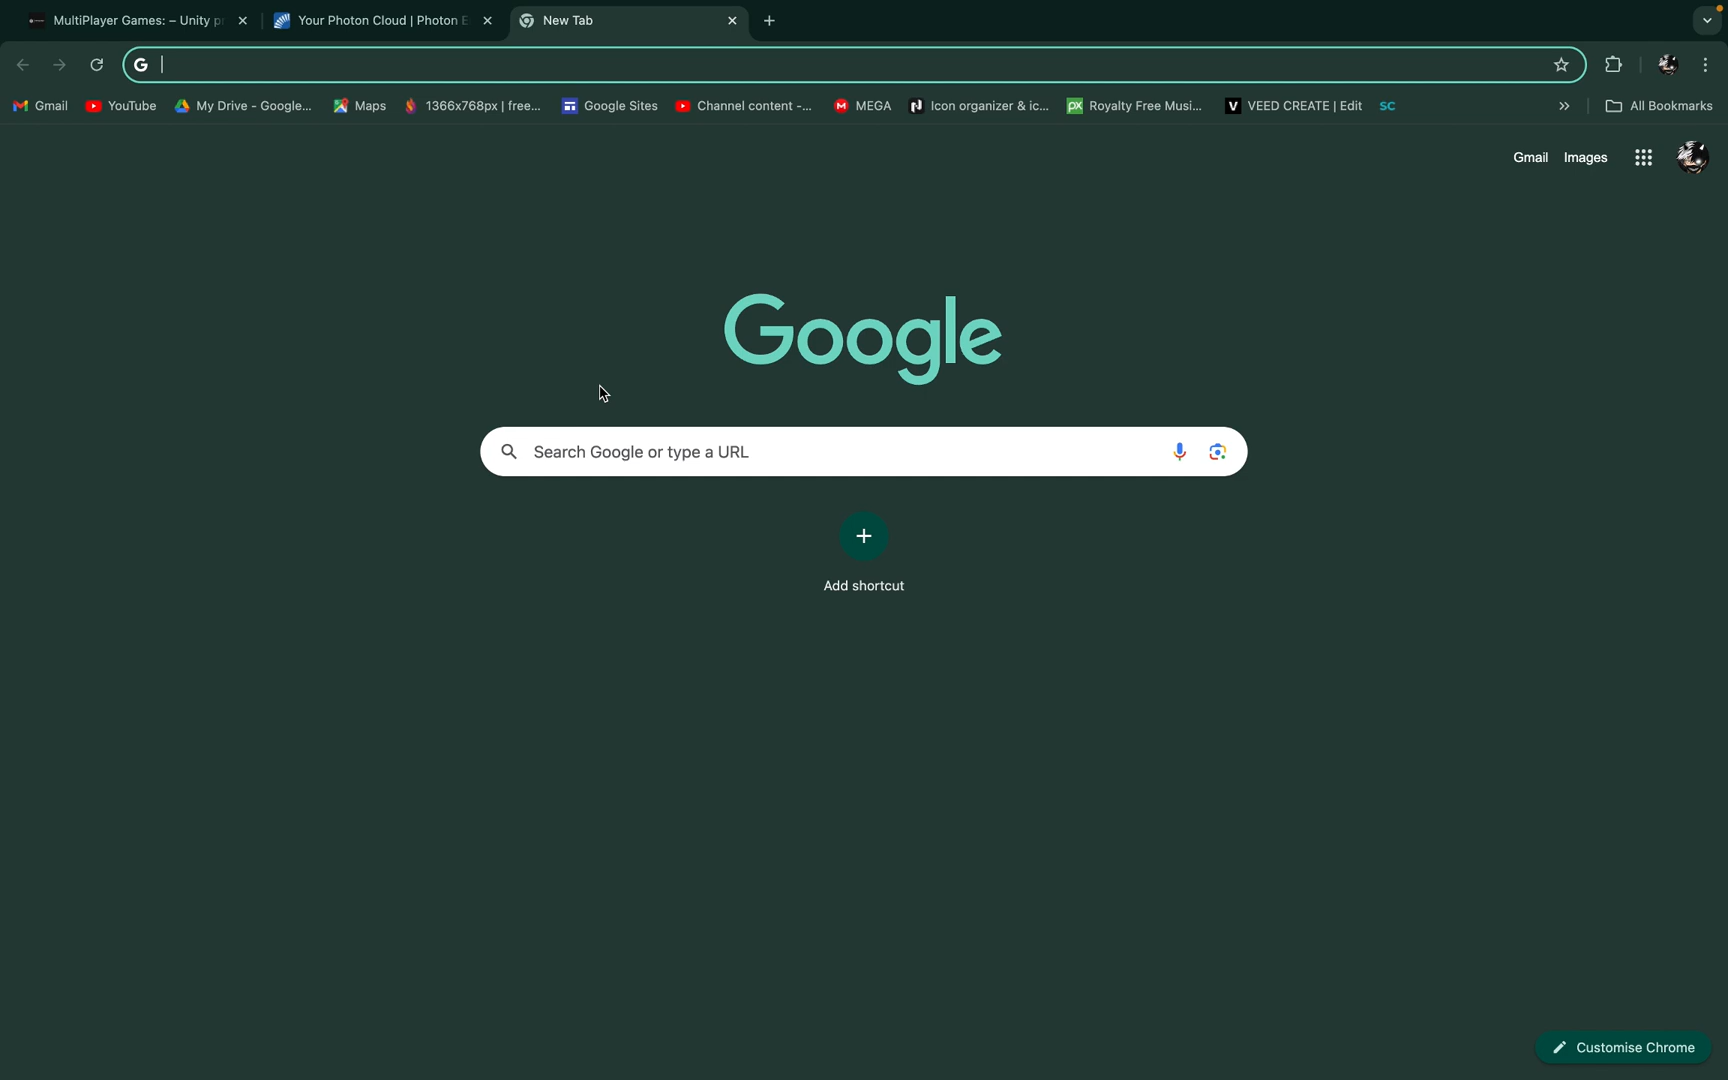 MultiPlayer Games: – Unity pr
Your Photon Cloud | Photon E
New Tab
Gmail
YouTube
My Drive - Google...
Maps
1366x768px | free...
Google Sites
Channel content -...
MEGA
Icon organizer & ic...
Royalty Free Musi...
VEED CREATE | Edit
SC
All Bookmarks
Gmail
Images
Google
Search Google or type a URL
Add shortcut
Customise Chrome